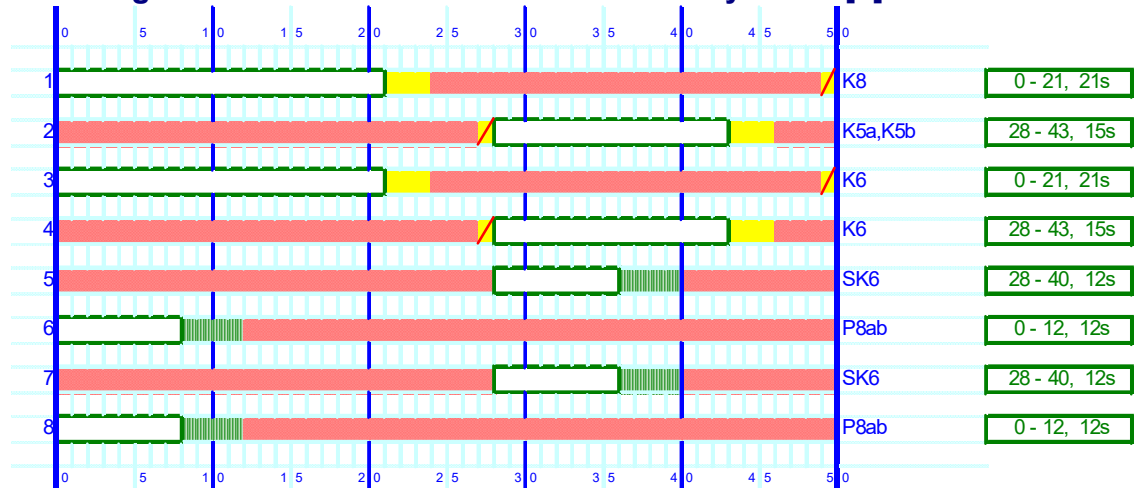 0 5 10 15 20 25 30 35 40 45 50
1 K8 0 - 21, 21s
2 K5a,K5b 28 - 43, 15s
3 K6 0 - 21, 21s
4 K6 28 - 43, 15s
5 SK6 28 - 40, 12s
6 P8ab 0 - 12, 12s
7 SK6 28 - 40, 12s
8 P8ab 0 - 12, 12s
0 5 10 15 20 25 30 35 40 45 50